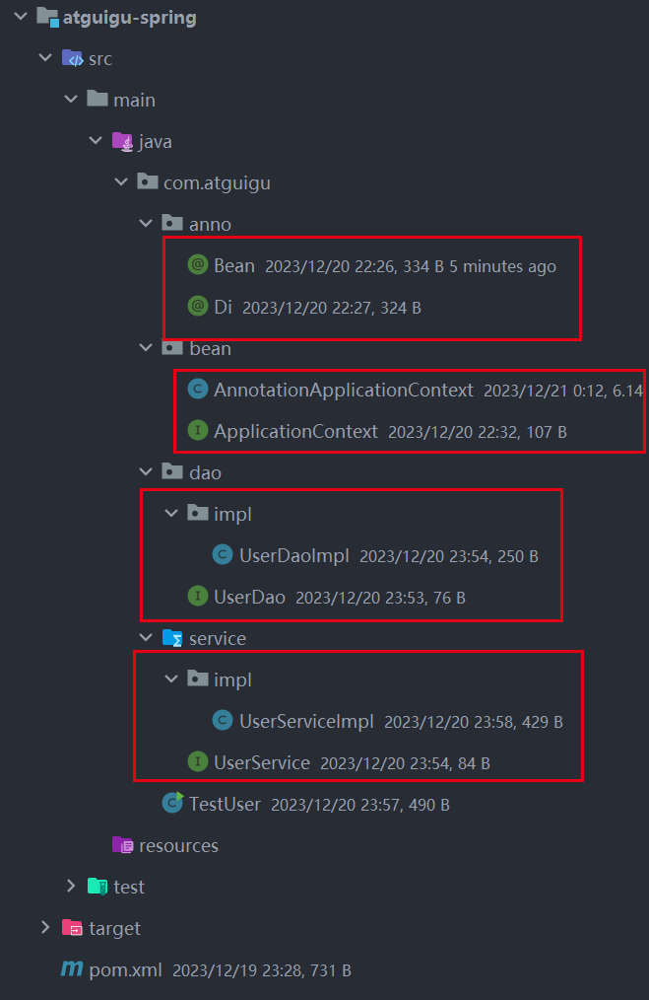 atguigu-spring
src
main
java
com.atguigu
anno
Bean 2023/12/20 22:26, 334 B 5 minutes ago
Di 2023/12/20 22:27, 324 B
bean
AnnotationApplicationContext 2023/12/21 0:12, 6.14
ApplicationContext 2023/12/20 22:32, 107 B
dao
impl
UserDaoImpl 2023/12/20 23:54, 250 B
UserDao 2023/12/20 23:53, 76 B
service
impl
UserServiceImpl 2023/12/20 23:58, 429 B
UserService 2023/12/20 23:54, 84 B
TestUser 2023/12/20 23:57, 490 B
resources
test
target
pom.xml 2023/12/19 23:28, 731 B